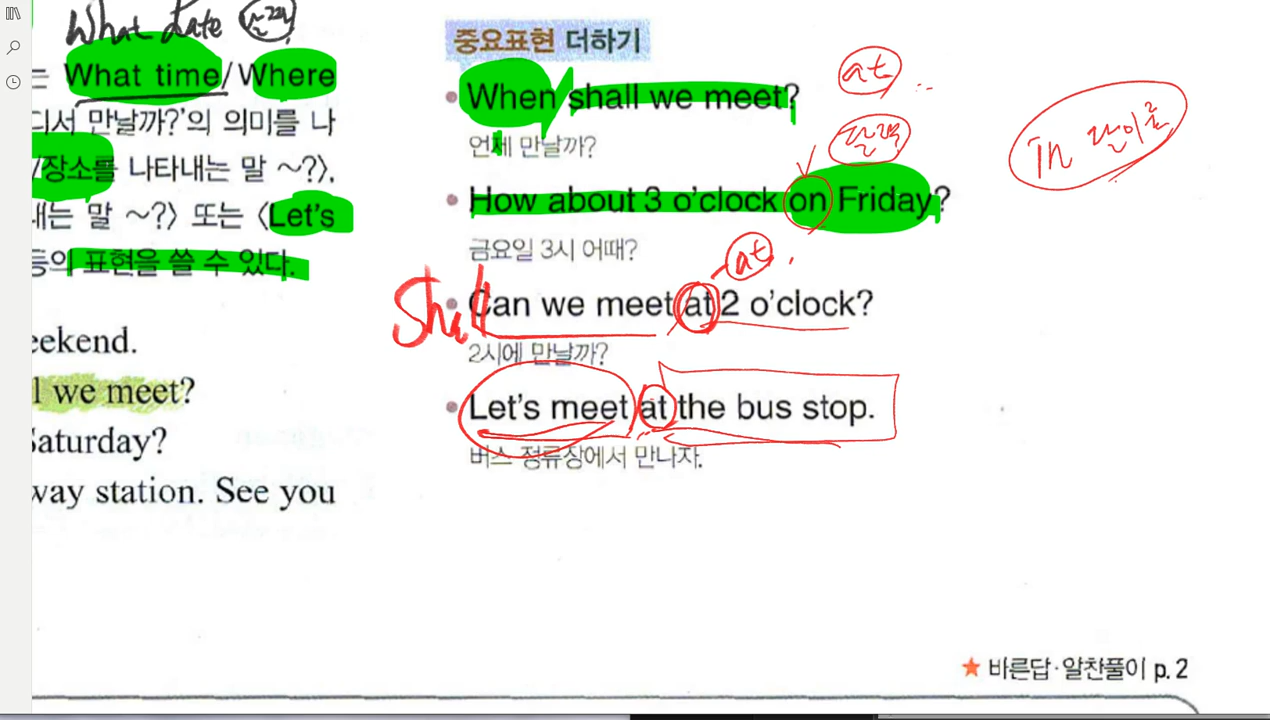 What date 날짜
는 What time/Where
디서 만날까?'의 의미를 나
/장소를 나타내는 말 ~?>,
내는 말 ~?> 또는 <Let's
등의 표현을 쓸 수 있다.
eekend.
l we meet?
Saturday?
way station. See you
중요표현 더하기
When shall we meet?
언제 만날까?
at
달력
How about 3 o'clock on Friday?
금요일 3시 어때?
at
Shall
Can we meet at 2 o'clock?
2시에 만날까?
Let's meet at the bus stop.
버스 정류장에서 만나자.
In
★ 바른답·알찬풀이 p. 2